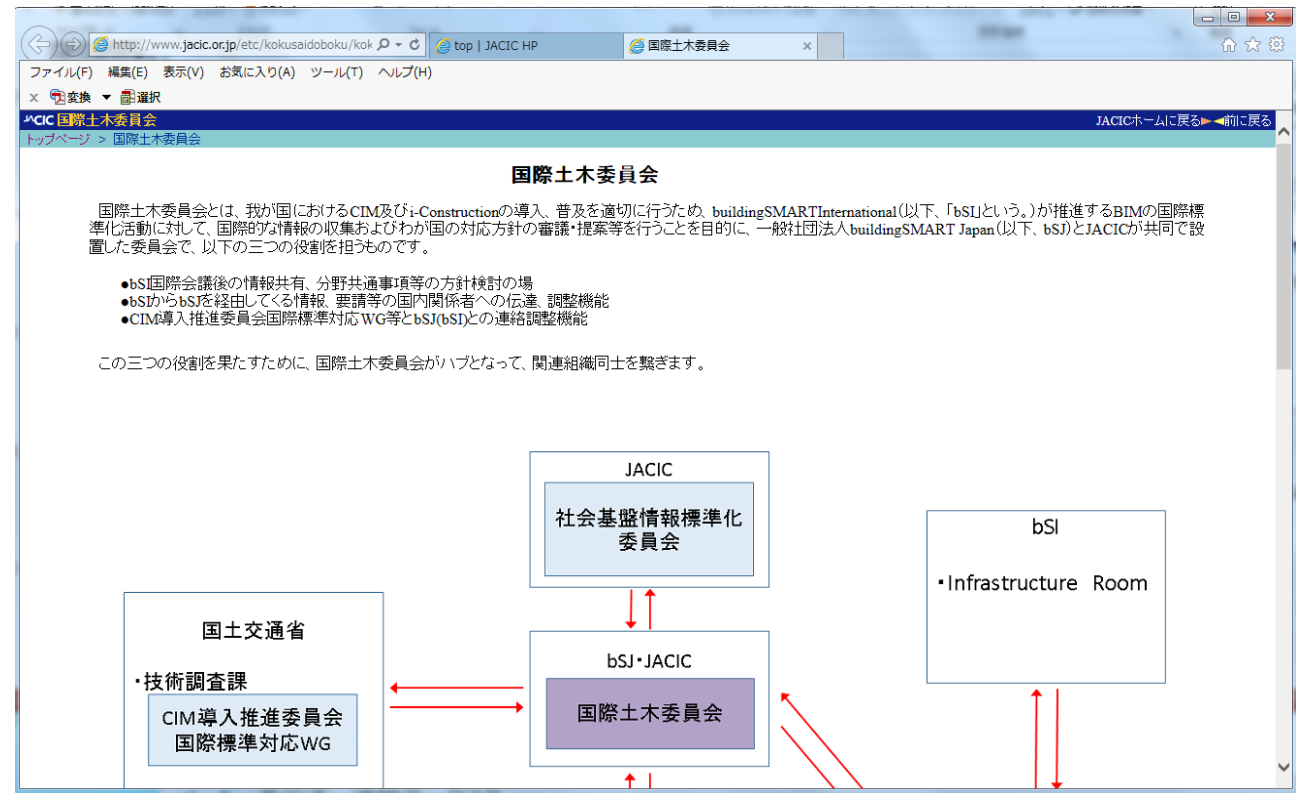 http://www.jacic.or.jp/etc/kokusaidoboku/kok
top | JACIC HP
国際土木委員会
ファイル(F) 編集(E) 表示(V) お気に入り(A) ツール(T) ヘルプ(H)
x 変換 ▼ 選択
JACIC 国際土木委員会
JACICホームに戻る▶ ◀前に戻る
トップページ > 国際土木委員会
国際土木委員会
国際土木委員会とは、我が国におけるCIM及びi-Constructionの導入、普及を適切に行うため、buildingSMARTInternational(以下、「bSI」という。)が推進するBIMの国際標
準化活動に対して、国際的な情報の収集およびわが国の対応方針の審議・提案等を行うことを目的に、一般社団法人buildingSMART Japan(以下、bSJ)とJACICが共同で設
置した委員会で、以下の三つの役割を担うものです。
●bSI国際会議後の情報共有、分野共通事項等の方針検討の場
●bSIからbSJを経由してくる情報、要請等の国内関係者への伝達、調整機能
●CIM導入推進委員会国際標準対応WG等とbSJ(bSI)との連絡調整機能
この三つの役割を果たすために、国際土木委員会がハブとなって、関連組織同士を繋ぎます。
JACIC
社会基盤情報標準化
委員会
bSI
・Infrastructure Room
国土交通省
・技術調査課
CIM導入推進委員会
国際標準対応WG
bSJ・JACIC
国際土木委員会